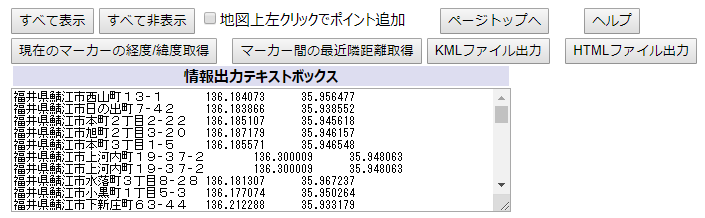 すべて表示 すべて非表示 地図上左クリックでポイント追加 ページトップへ ヘルプ
現在のマーカーの経度/緯度取得 マーカー間の最近隣距離取得 KMLファイル出力 HTMLファイル出力
情報出力テキストボックス
福井県鯖江市西山町１３-１ 136.184073 35.956477
福井県鯖江市日の出町７-４２ 136.183866 35.938552
福井県鯖江市本町２丁目２-２２ 136.185107 35.945618
福井県鯖江市旭町２丁目３-２０ 136.187179 35.946157
福井県鯖江市本町３丁目１-５ 136.185571 35.946548
福井県鯖江市上河内町１９-３７-２ 136.300009 35.948063
福井県鯖江市上河内町１９-３７-２ 136.300009 35.948063
福井県鯖江市水落町３丁目８-２８ 136.181307 35.967237
福井県鯖江市小黒町１丁目５-３ 136.177074 35.950264
福井県鯖江市下新庄町６３-４４ 136.212288 35.933179